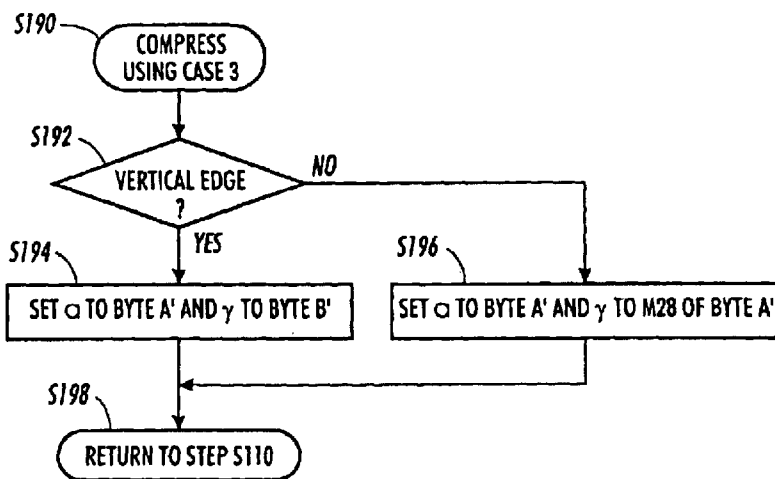 S190
COMPRESS
USING CASE 3
S192
VERTICAL EDGE
?
NO
YES
S194
SET α TO BYTE A' AND γ TO BYTE B'
S196
SET α TO BYTE A' AND γ TO M28 OF BYTE A'
S198
RETURN TO STEP S110